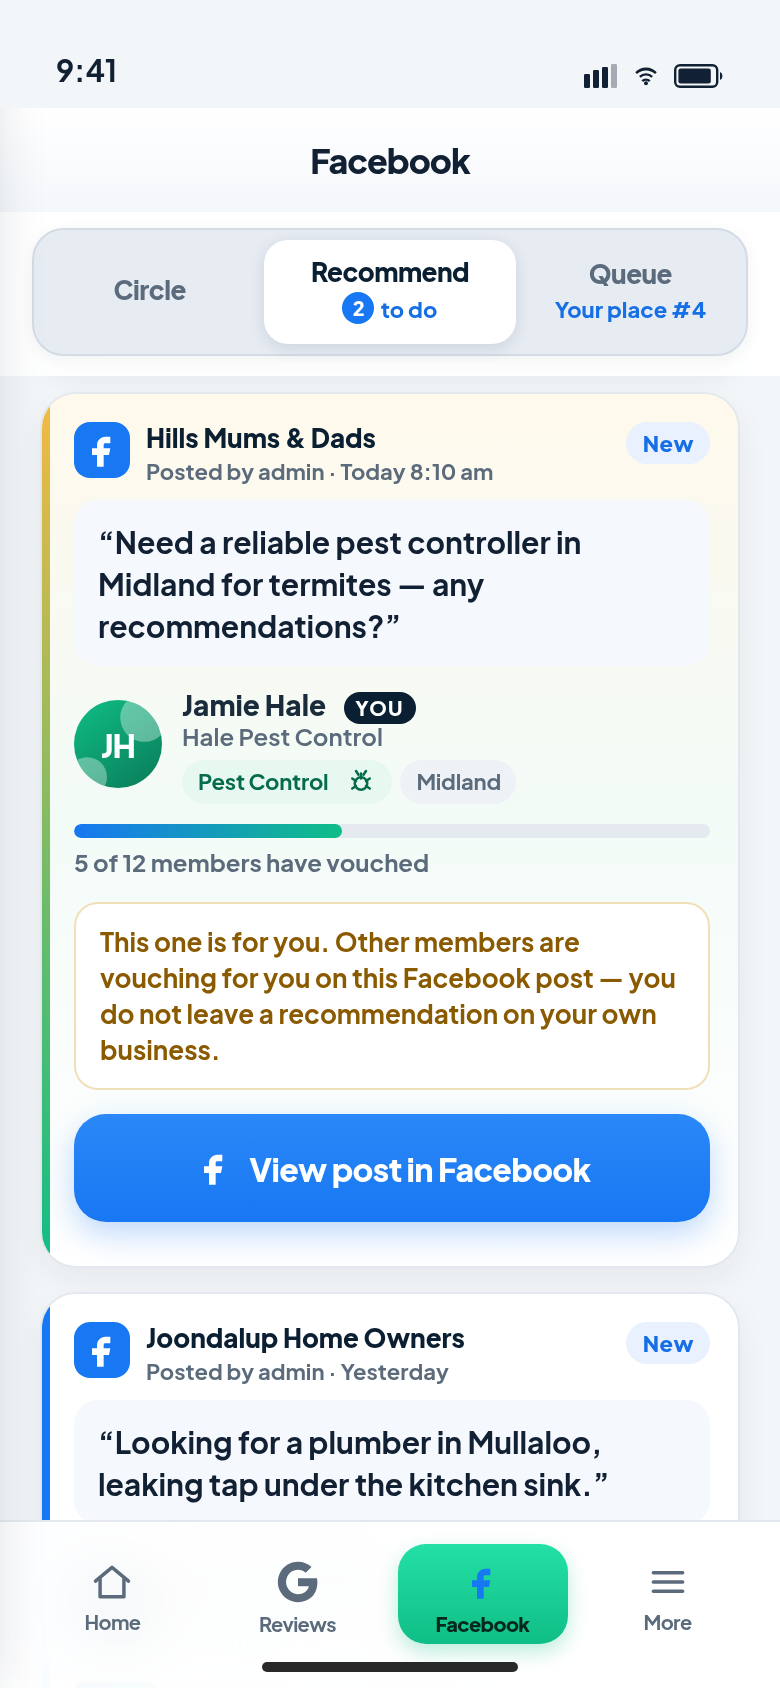 9:41
Facebook
Circle
Recommend
2 to do
Queue
Your place #4
Hills Mums & Dads
Posted by admin · Today 8:10 am
New
“Need a reliable pest controller in
Midland for termites — any
recommendations?”
JH
Jamie Hale YOU
Hale Pest Control
Pest Control
Midland
5 of 12 members have vouched
This one is for you. Other members are
vouching for you on this Facebook post — you
do not leave a recommendation on your own
business.
View post in Facebook
Joondalup Home Owners
Posted by admin · Yesterday
New
“Looking for a plumber in Mullaloo,
leaking tap under the kitchen sink.”
Home
Reviews
Facebook
More